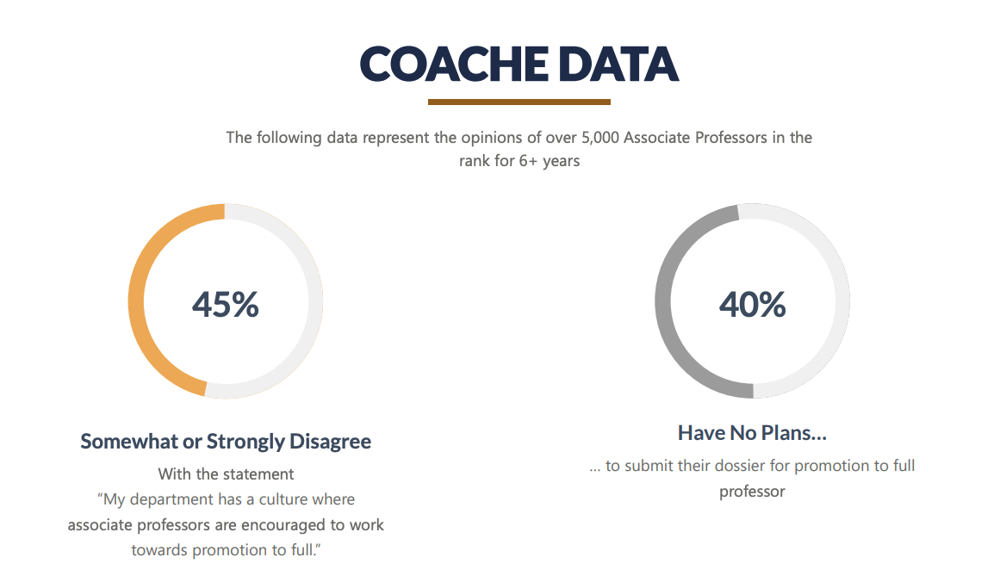 COACHE DATA
The following data represent the opinions of over 5,000 Associate Professors in the
rank for 6+ years
45%
Somewhat or Strongly Disagree
With the statement
“My department has a culture where
associate professors are encouraged to work
towards promotion to full.”
40%
Have No Plans...
... to submit their dossier for promotion to full
professor